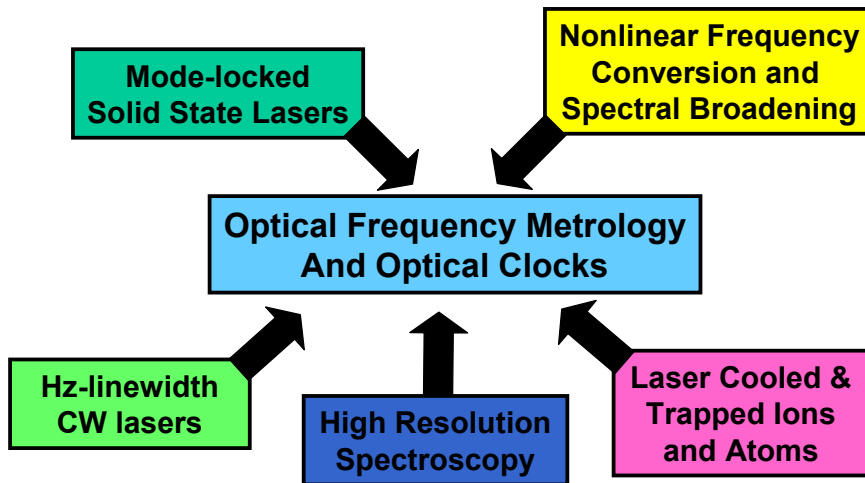 Mode-locked
Solid State Lasers
Nonlinear Frequency
Conversion and
Spectral Broadening
Optical Frequency Metrology
And Optical Clocks
Hz-linewidth
CW lasers
High Resolution
Spectroscopy
Laser Cooled &
Trapped Ions
and Atoms